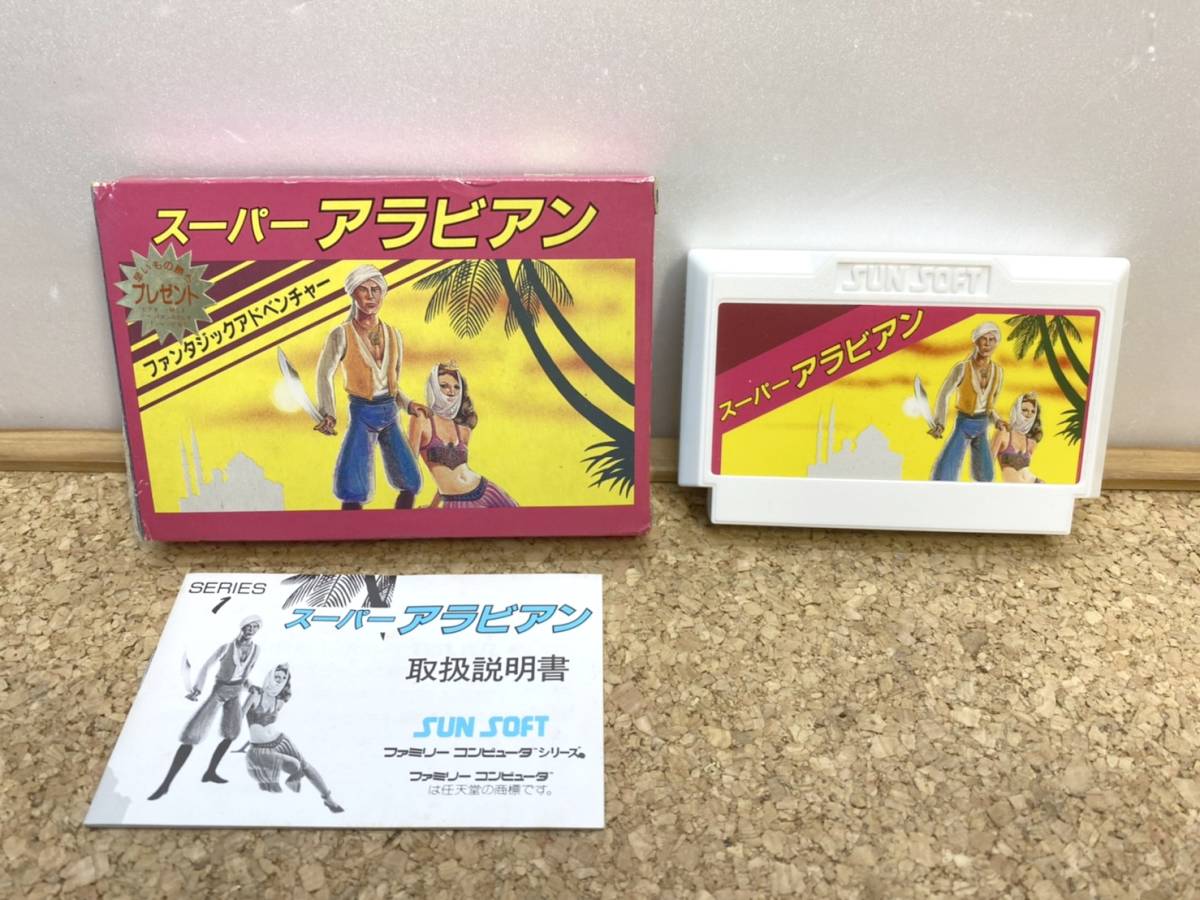 スーパーアラビアン
プレゼント
ファンタジックアドベンチャー
SUN SOFT
スーパーアラビアン
SERIES
1
スーパーアラビアン
取扱説明書
SUN SOFT
ファミリー コンピュータ™シリーズ
ファミリー コンピュータ™
は任天堂の商標です。